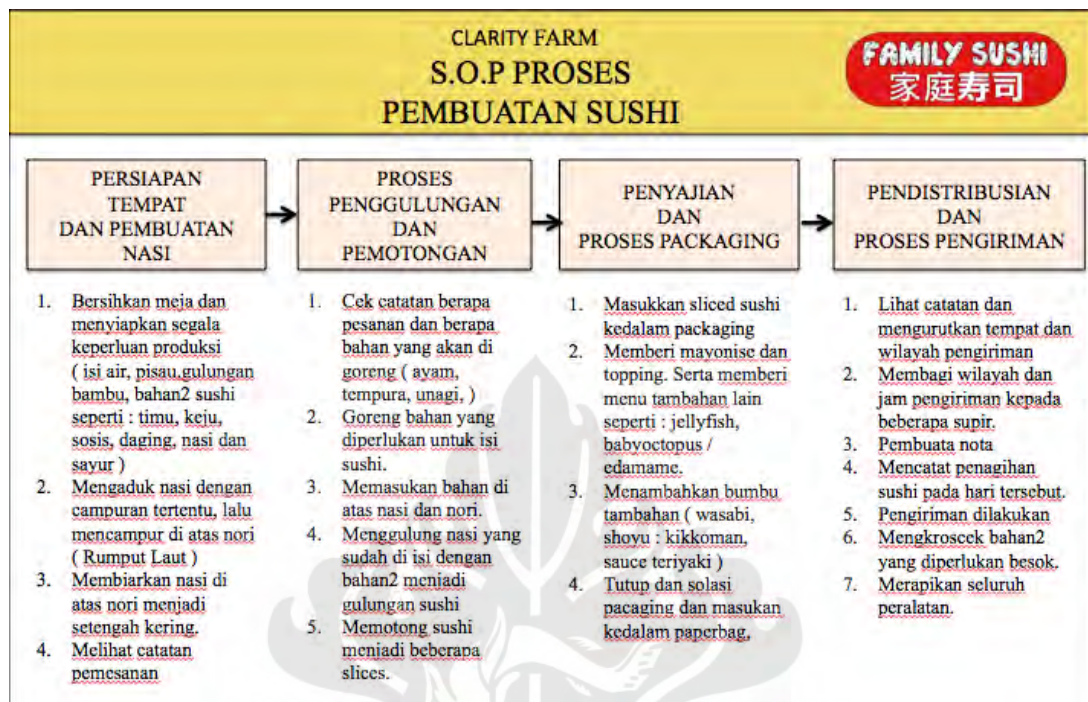 CLARITY FARM
S.O.P PROSES
PEMBUATAN SUSHI
FAMILY SUSHI
家庭寿司
PERSIAPAN
TEMPAT
DAN PEMBUATAN
NASI
1. Bersihkan meja dan
menyiapkan segala
keperluan produksi
( isi air, pisau,gulungan
bambu, bahan2 sushi
seperti : timu, keju,
sosis, daging, nasi dan
sayur )
2. Mengaduk nasi dengan
campuran tertentu, lalu
mencampur di atas nori
( Rumput Laut )
3. Membiarkan nasi di
atas nori menjadi
setengah kering.
4. Melihat catatan
pemesanan
PROSES
PENGGULUNGAN
DAN
PEMOTONGAN
1. Cek catatan berapa
pesanan dan berapa
bahan yang akan di
goreng ( ayam,
tempura, unagi, )
2. Goreng bahan yang
diperlukan untuk isi
sushi.
3. Memasukan bahan di
atas nasi dan nori.
4. Menggulung nasi yang
sudah di isi dengan
bahan2 menjadi
gulungan sushi
5. Memotong sushi
menjadi beberapa
slices.
PENYAJIAN
DAN
PROSES PACKAGING
1. Masukkan sliced sushi
kedalam packaging
2. Memberi mayonise dan
topping. Serta memberi
menu tambahan lain
seperti : jellyfish,
babyoctopus /
edamame.
3. Menambahkan bumbu
tambahan ( wasabi,
shoyu : kikkoman,
sauce teriyaki )
4. Tutup dan solasi
pacaging dan masukan
kedalam paperbag,
PENDISTRIBUSIAN
DAN
PROSES PENGIRIMAN
1. Lihat catatan dan
mengurutkan tempat dan
wilayah pengiriman
2. Membagi wilayah dan
jam pengiriman kepada
beberapa supir.
3. Pembuata nota
4. Mencatat penagihan
sushi pada hari tersebut.
5. Pengiriman dilakukan
6. Mengkroscek bahan2
yang diperlukan besok.
7. Merapikan seluruh
peralatan.